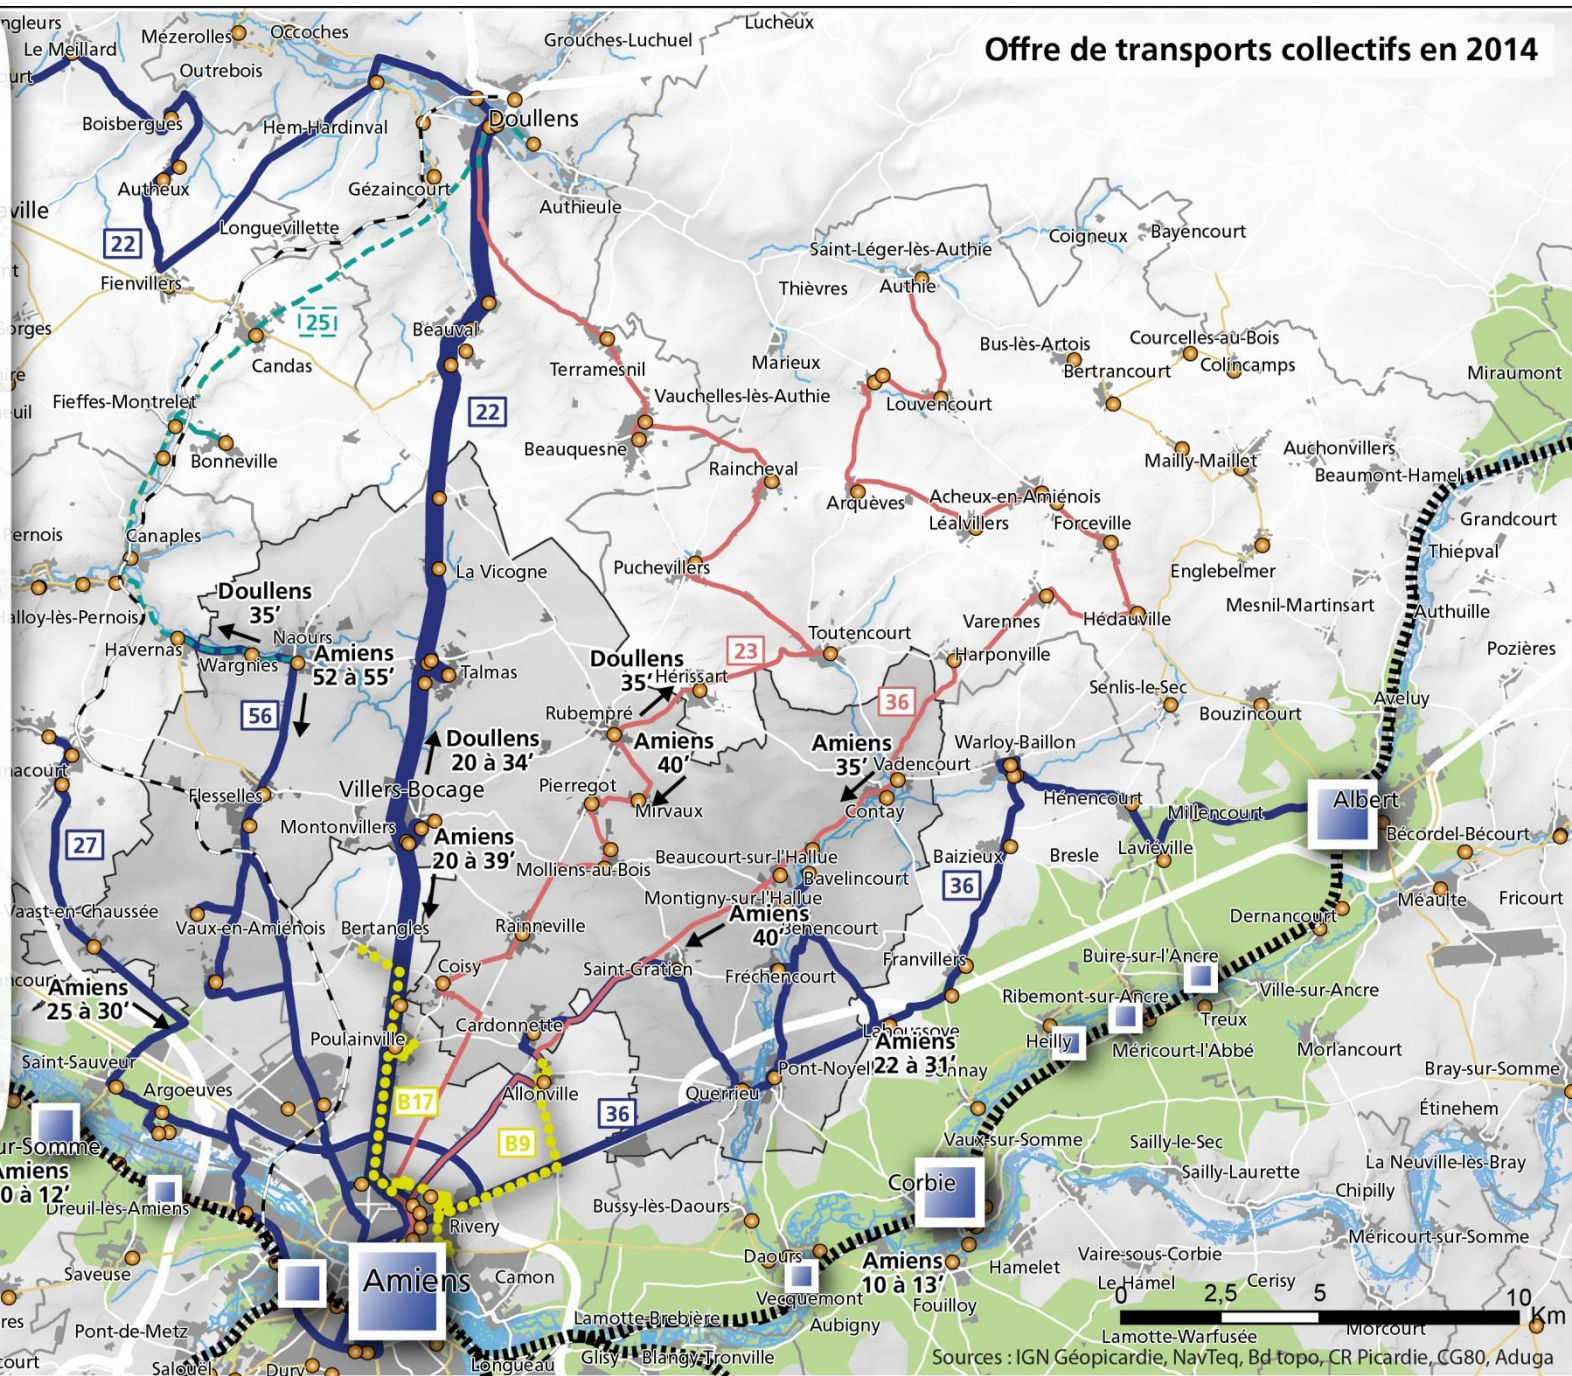 Offre de transports collectifs en 2014
Lucheux
Mézerolles
Occoches
Grouches-Luchuel
Le Meillard
Outrebois
Boisbergues
Hem-Hardinval
Doullens
Autheux
Gézaincourt
Authieule
Longuevillette
22
Fienvillers
Saint-Léger-lès-Authie
Coigneux
Bayencourt
Thièvres
Authie
25
Beauval
Candas
Terramesnil
Marieux
Bus-lès-Artois
Courcelles-au-Bois
Bertrancourt
Colincamps
Miraumont
Fieffes-Montrelet
22
Vauchelles-lès-Authie
Louvencourt
Bonneville
Beauquesne
Raincheval
Mailly-Maillet
Auchonvillers
Beaumont-Hamel
Arquèves
Acheux-en-Amiénois
Léalvillers
Forceville
Grandcourt
Thiepval
Canaples
La Vicogne
Puchevillers
Englebelmer
Doullens
35'
Mesnil-Martinsart
Authuille
Havernas
Naours
Wargnies
Amiens
52 à 55'
Varennes
Hédauville
Toutencourt
23
Harponville
Pozières
Talmas
Doullens
35'
Hérissart
36
Senlis-le-Sec
Aveluy
56
Rubempré
Bouzincourt
Doullens
20 à 34'
Amiens
40'
Amiens
35'
Vadencourt
Warloy-Baillon
Flesselles
Villers-Bocage
Pierregot
Mirvaux
Contay
Hénencourt
Millencourt
Albert
27
Montonvillers
Amiens
20 à 39'
Molliens-au-Bois
Beaucourt-sur-l'Hallue
Bavelincourt
Baizieux
Bresle
Laviéville
Bécordel-Bécourt
36
Montigny-sur-l'Hallue
Vaux-en-Amiénois
Bertangles
Rainneville
Amiens
40'
Dernancourt
Méaulte
Fricourt
Coisy
Saint-Gratien
Fréchencourt
Franvillers
Buire-sur-l'Ancre
Amiens
25 à 30'
Ribemont-sur-Ancre
Ville-sur-Ancre
Treux
Cardonnette
Poulainville
Lahoussoye
Amiens
22 à 31'
Heilly
Méricourt-l'Abbé
Morlancourt
Saint-Sauveur
Argoeuves
Allonville
Querrieu
Pont-Noyel
Bray-sur-Somme
B17
36
Étinehem
B9
Vaux-sur-Somme
Sailly-le-Sec
Sailly-Laurette
La Neuville-lès-Bray
Chipilly
Corbie
Dreuil-lès-Amiens
Rivery
Bussy-lès-Daours
Méricourt-sur-Somme
Saveuse
Amiens
Camon
Daours
Amiens
10 à 13'
Hamelet
Vaire-sous-Corbie
Le Hamel
Cerisy
0 2,5 5 10 Km
Vecquemont
Fouilloy
Pont-de-Metz
Lamotte-Brebière
Aubigny
Lamotte-Warfusée
Morcourt
Salouël
Dury
Longueau
Glisy
Blangy-Tronville
Sources : IGN Géopicardie, NavTeq, Bd topo, CR Picardie, CG80, Aduga